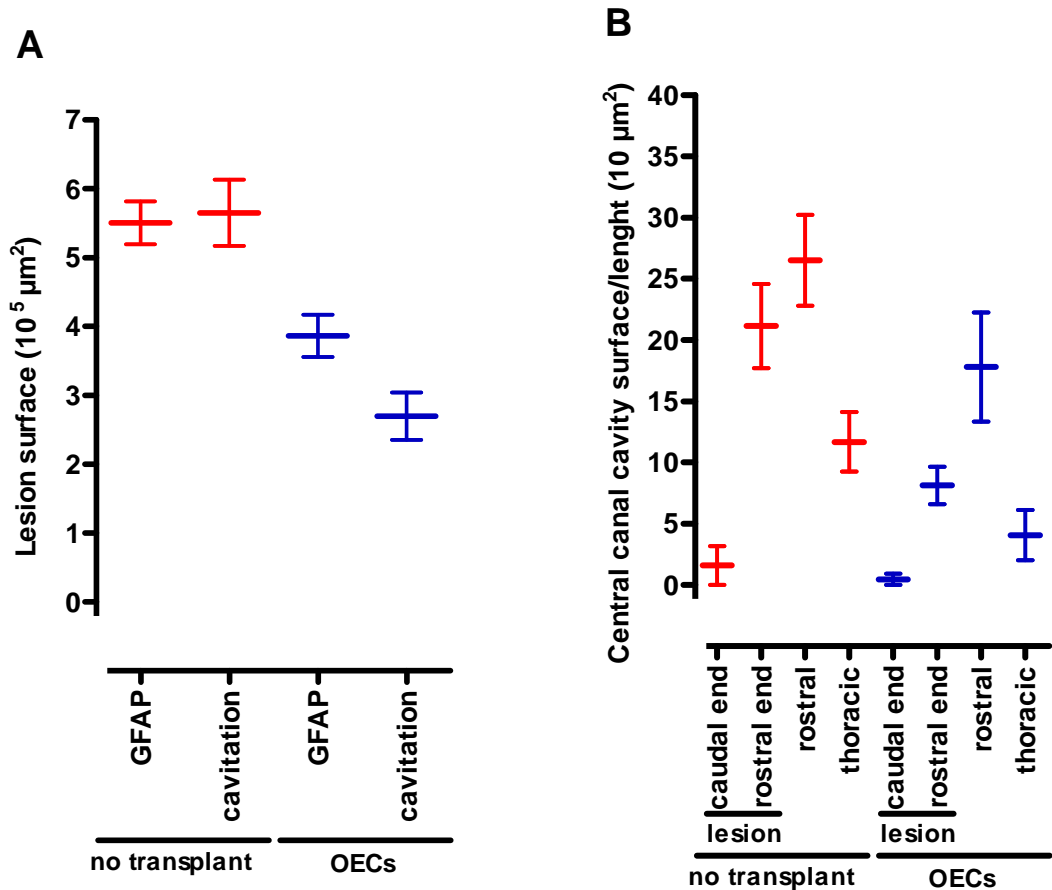 A
Lesion surface (10 5 µm2)
7
6
5
4
3
2
1
0
GFAP
cavitation
GFAP
cavitation
no transplant
OECs
B
Central canal cavity surface/lenght (10 µm2)
40
35
30
25
20
15
10
5
0
caudal end
rostral end
rostral
thoracic
caudal end
rostral end
rostral
thoracic
lesion
lesion
no transplant
OECs